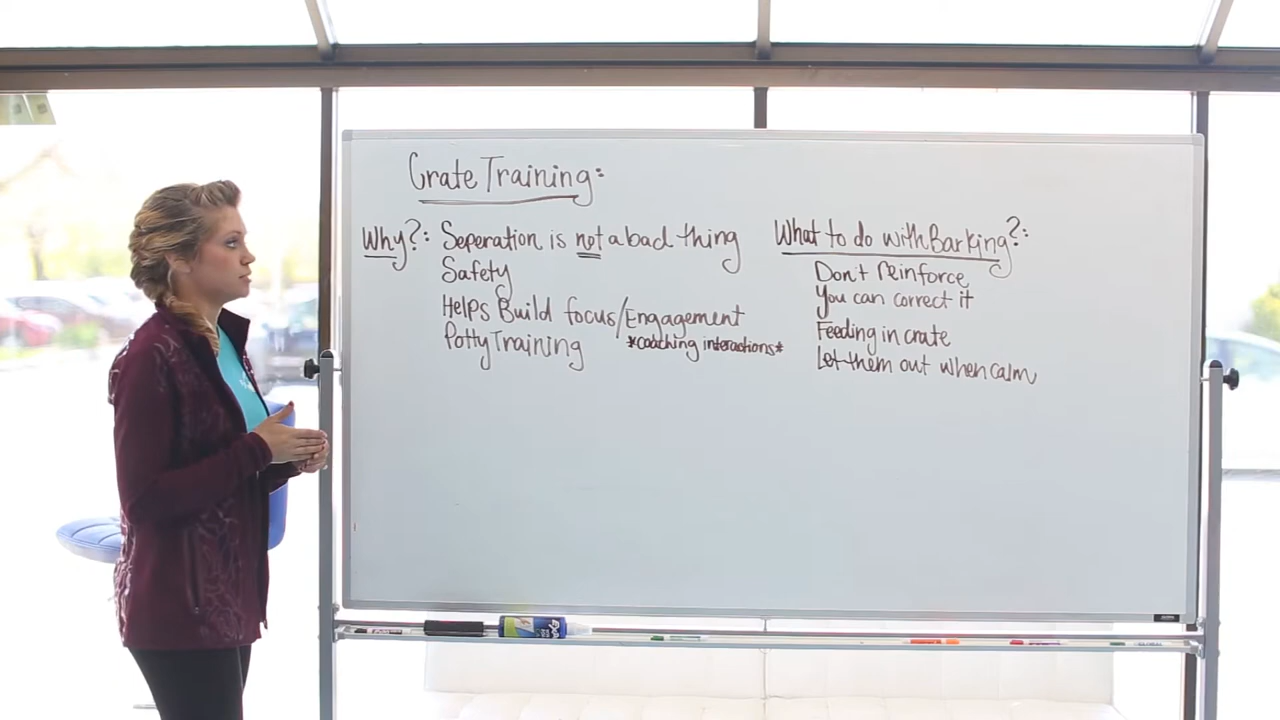 Crate Training:
Why?: Seperation is not a bad thing
Safety
Helps Build focus/Engagement
*coaching interactions*
Potty Training
What to do with Barking?:
Don't reinforce
You can correct it
Feeding in crate
Let them out when calm
EXPO